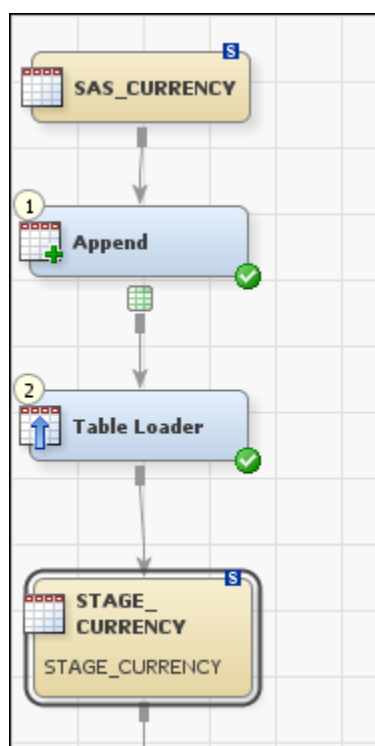 S
SAS_CURRENCY
1
Append
2
Table Loader
S
STAGE_
CURRENCY
STAGE_CURRENCY